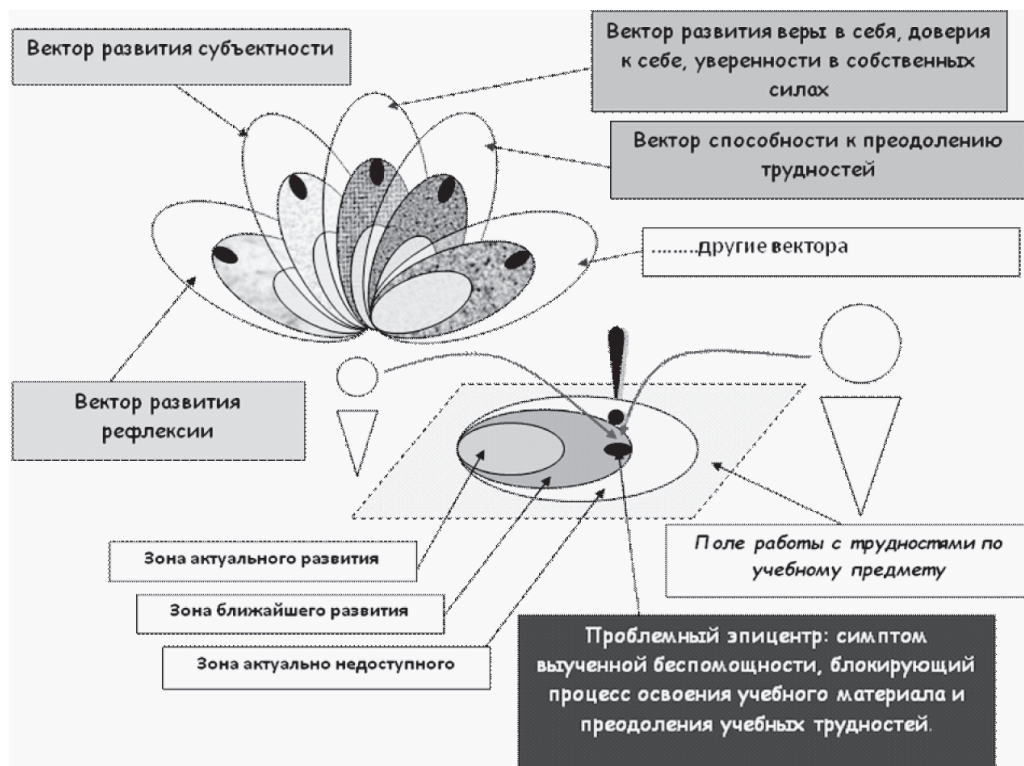 Вектор развития субъектности
Вектор развития веры в себя, доверия
к себе, уверенности в собственных
силах
Вектор способности к преодолению
трудностей
.........другие вектора
Вектор развития
рефлексии
Зона актуального развития
Зона ближайшего развития
Зона актуально недоступного
Поле работы с трудностями по
учебному предмету
Проблемный эпицентр: симптом
выученной беспомощности, блокирующий
процесс освоения учебного материала и
преодоления учебных трудностей.